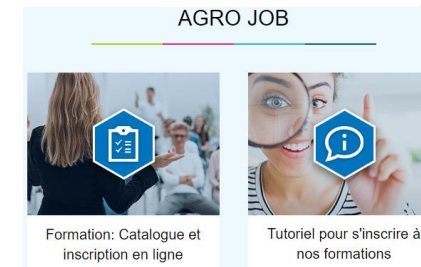 AGRO JOB
Formation: Catalogue et
inscription en ligne
Tutoriel pour s'inscrire à
nos formations